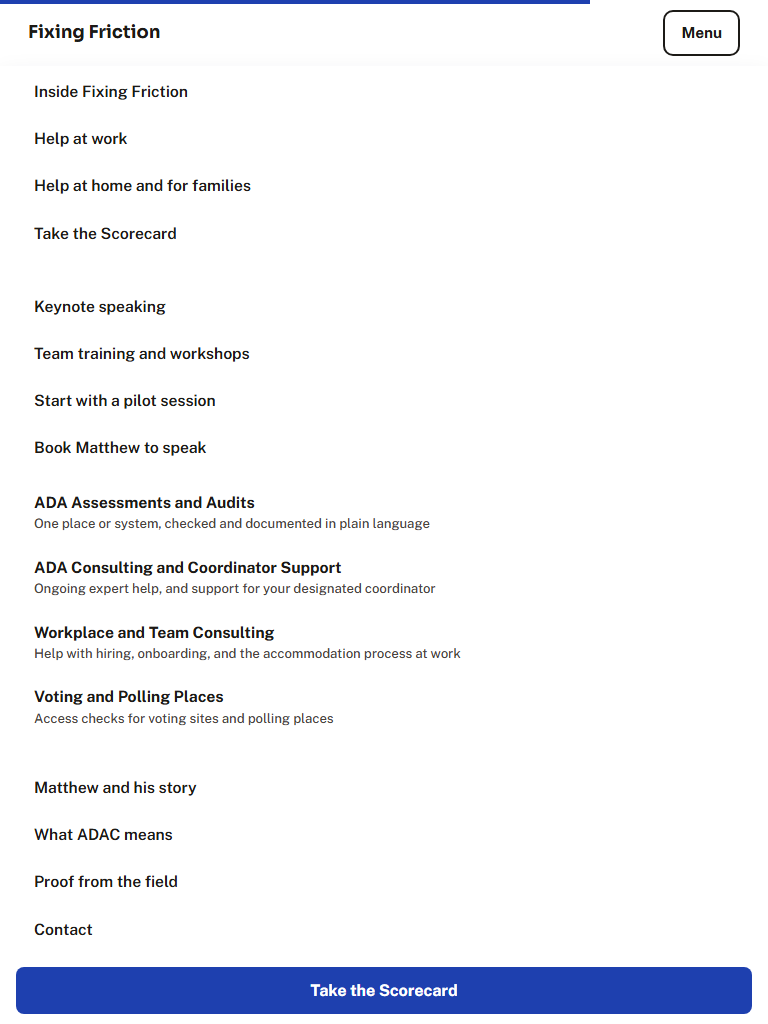 Fixing Friction
Menu
Inside Fixing Friction
Help at work
Help at home and for families
Take the Scorecard
Keynote speaking
Team training and workshops
Start with a pilot session
Book Matthew to speak
ADA Assessments and Audits
One place or system, checked and documented in plain language
ADA Consulting and Coordinator Support
Ongoing expert help, and support for your designated coordinator
Workplace and Team Consulting
Help with hiring, onboarding, and the accommodation process at work
Voting and Polling Places
Access checks for voting sites and polling places
Matthew and his story
What ADAC means
Proof from the field
Contact
Take the Scorecard